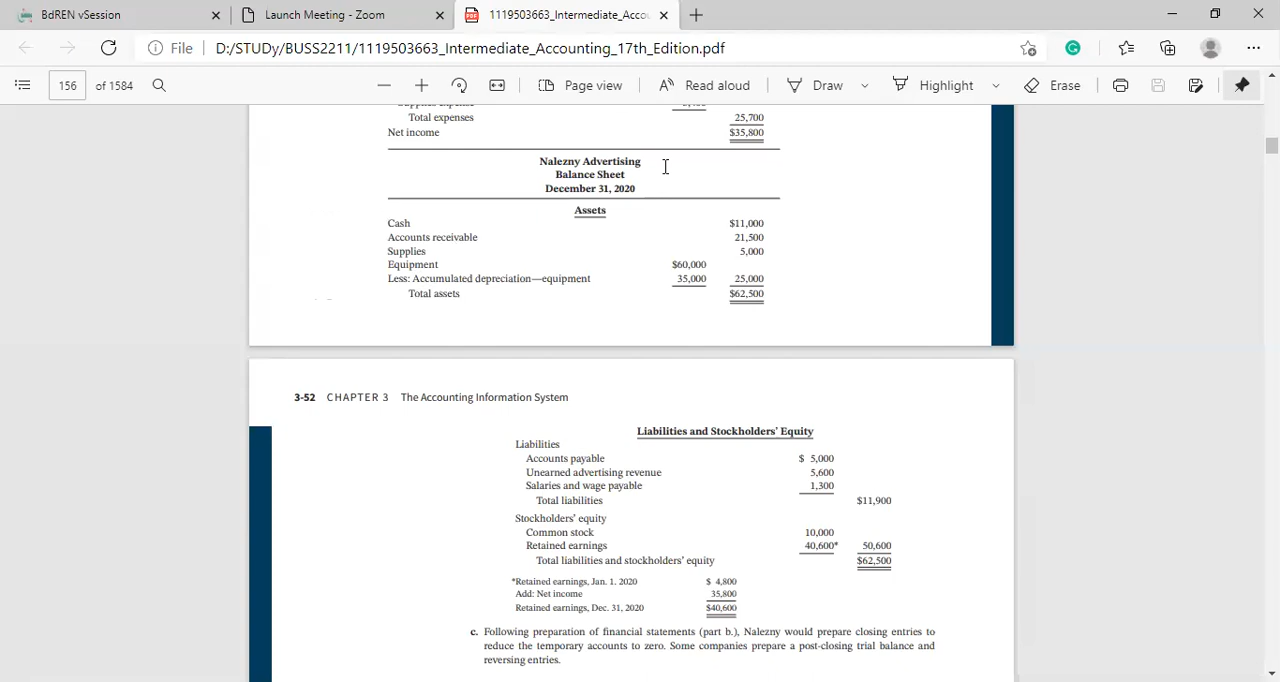 BdREN vSession
Launch Meeting - Zoom
1119503663_Intermediate_Accou
File D:/STUDy/BUSS2211/1119503663_Intermediate_Accounting_17th_Edition.pdf
156 of 1584 Page view Read aloud Draw Highlight Erase
Supplies expense
Total expenses 25,700
Net income $35,800
Nalezny Advertising
Balance Sheet
December 31, 2020
Assets
Cash $11,000
Accounts receivable 21,500
Supplies 5,000
Equipment $60,000
Less: Accumulated depreciation—equipment 35,000 25,000
Total assets $62,500
3-52 CHAPTER 3 The Accounting Information System
Liabilities and Stockholders' Equity
Liabilities
Accounts payable $ 5,000
Unearned advertising revenue 5,600
Salaries and wage payable 1,300
Total liabilities $11,900
Stockholders' equity
Common stock 10,000
Retained earnings 40,600* 50,600
Total liabilities and stockholders' equity $62,500
*Retained earnings, Jan. 1. 2020 $ 4,800
Add: Net income 35,800
Retained earnings, Dec. 31, 2020 $40,600
c. Following preparation of financial statements (part b.), Nalezny would prepare closing entries to
reduce the temporary accounts to zero. Some companies prepare a post-closing trial balance and
reversing entries.